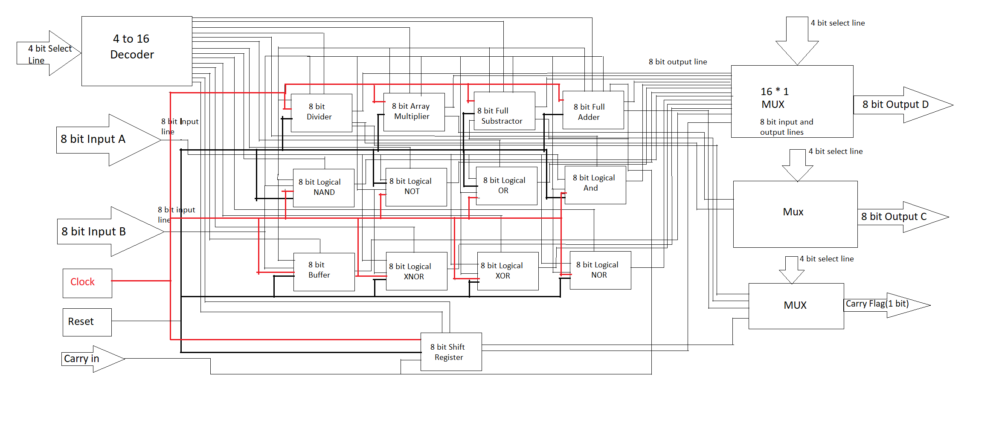 4 to 16
Decoder
4 bit Select
Line
4 bit select line
8 bit output line
16 * 1
MUX
8 bit input and
output lines
8 bit Output D
8 bit
Divider
8 bit Array
Multiplier
8 bit Full
Substractor
8 bit Full
Adder
8 bit Input
line
8 bit Input A
4 bit select line
8 bit Logical
NAND
8 bit Logical
NOT
8 bit Logical
OR
8 bit Logical
And
Mux
8 bit Output C
8 bit input
line
8 bit Input B
4 bit select line
8 bit
Buffer
8 bit Logical
XNOR
8 bit Logical
XOR
8 bit Logical
NOR
Clock
MUX
Carry Flag(1 bit)
Reset
8 bit Shift
Register
Carry in